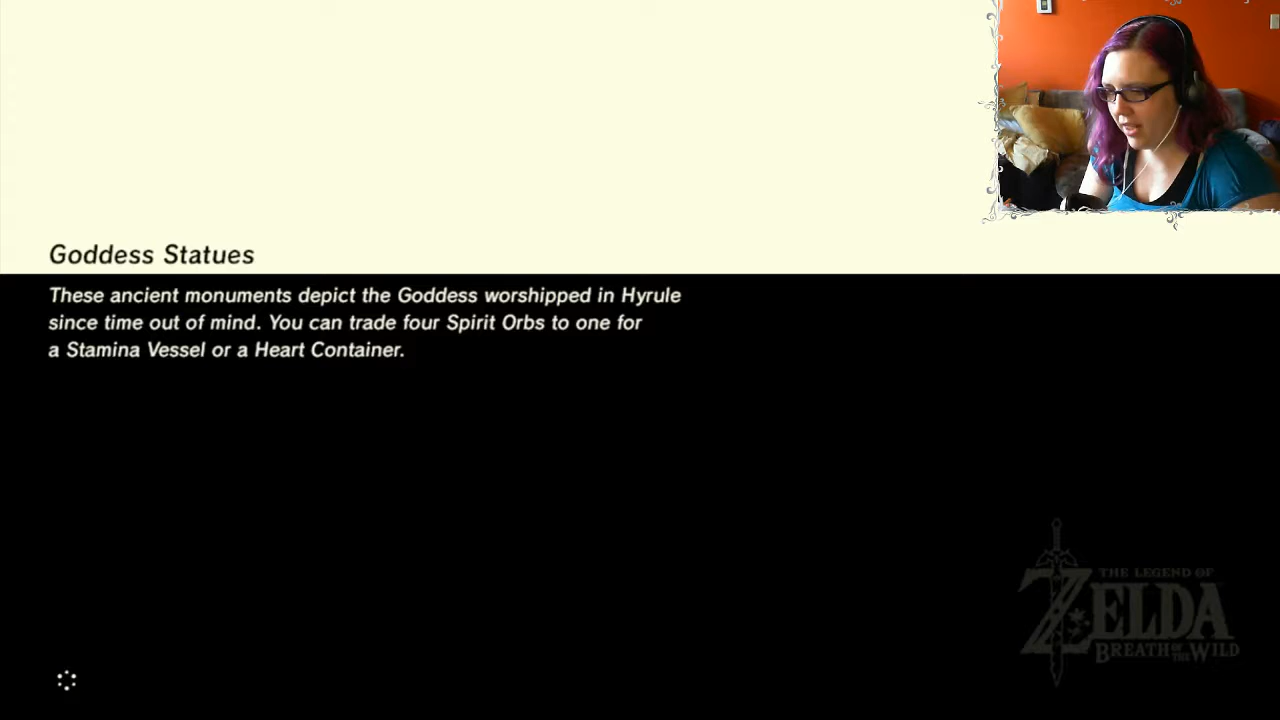 Goddess Statues
These ancient monuments depict the Goddess worshipped in Hyrule
since time out of mind. You can trade four Spirit Orbs to one for
a Stamina Vessel or a Heart Container.
THE LEGEND OF
ZELDA
BREATH OF THE WILD